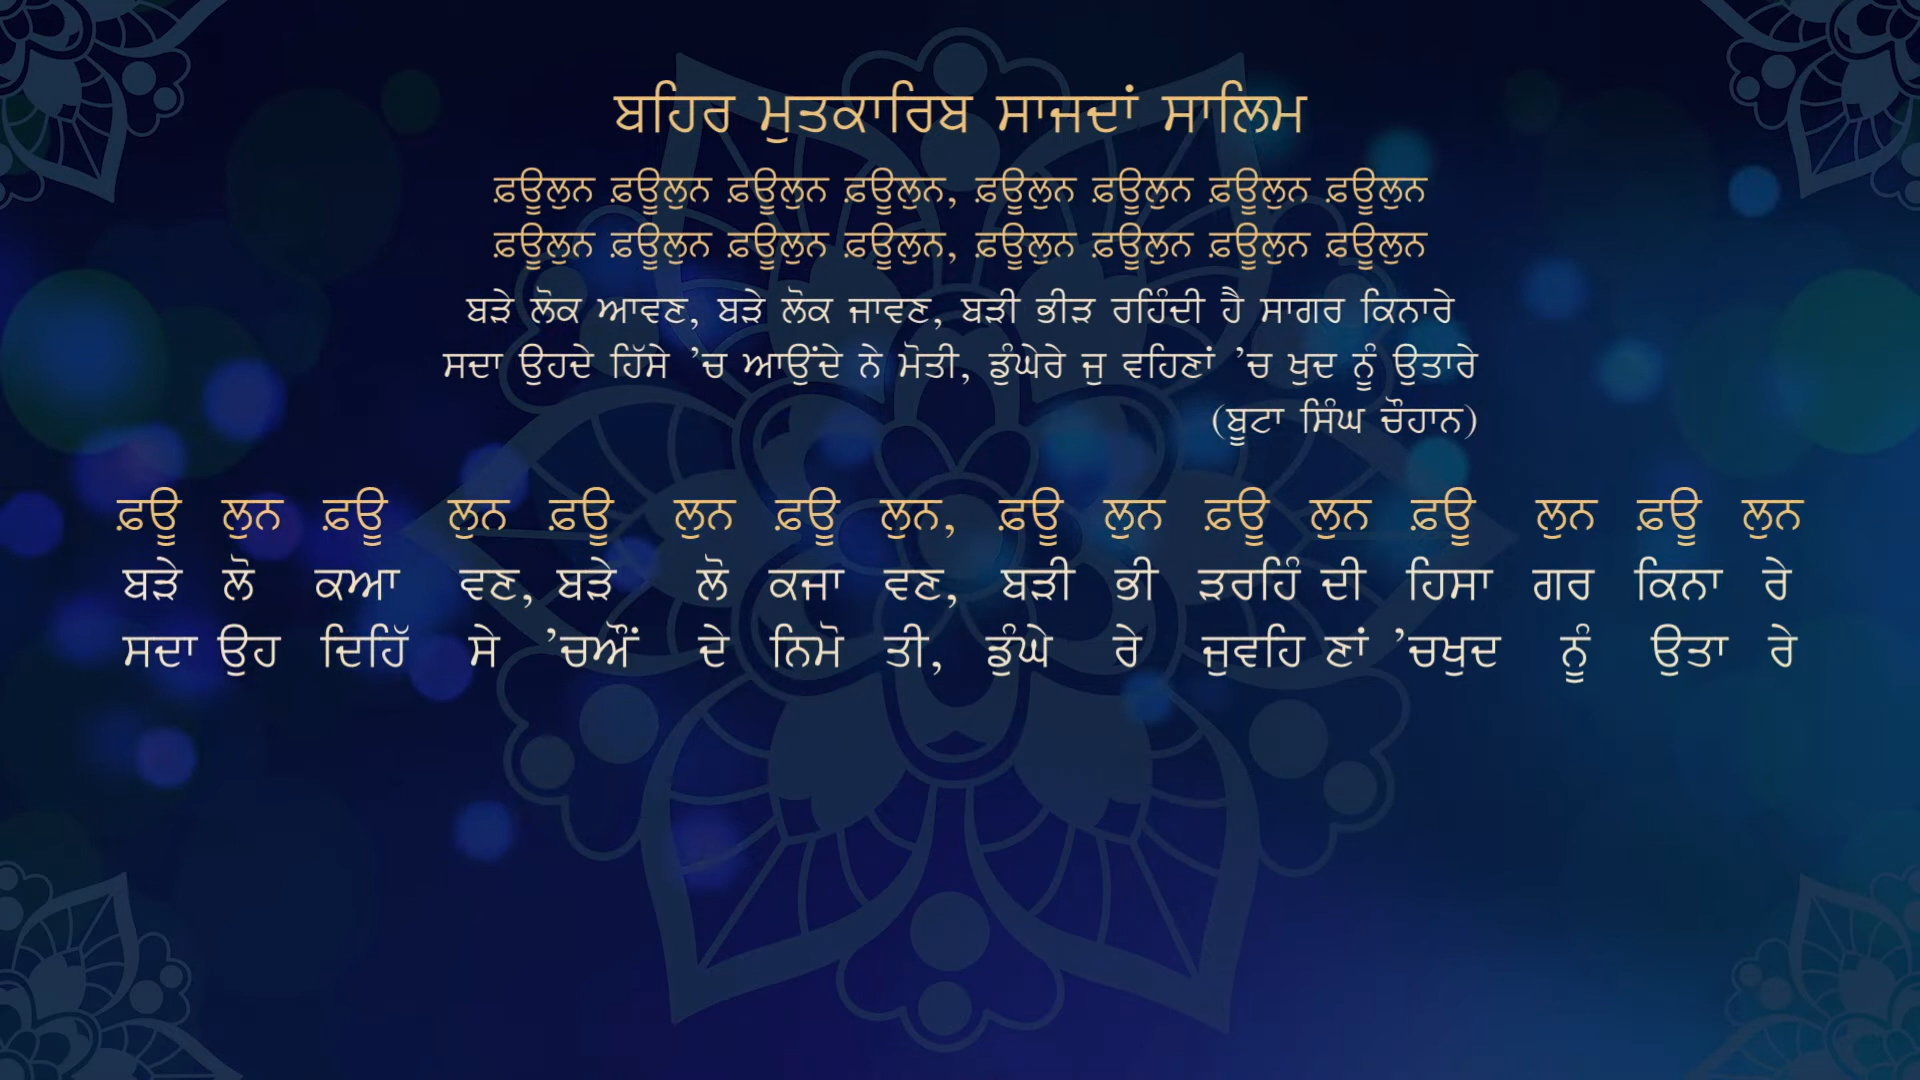 ਬਹਿਰ ਮੁਤਕਾਰਿਬ ਸਾਜਦਾਂ ਸਾਲਿਮ
ਫ਼ਊਲੁਨ ਫ਼ਊਲੁਨ ਫ਼ਊਲੁਨ ਫ਼ਊਲੁਨ, ਫ਼ਊਲੁਨ ਫ਼ਊਲੁਨ ਫ਼ਊਲੁਨ ਫ਼ਊਲੁਨ
ਫ਼ਊਲੁਨ ਫ਼ਊਲੁਨ ਫ਼ਊਲੁਨ ਫ਼ਊਲੁਨ, ਫ਼ਊਲੁਨ ਫ਼ਊਲੁਨ ਫ਼ਊਲੁਨ ਫ਼ਊਲੁਨ
ਬੜੇ ਲੋਕ ਆਵਣ, ਬੜੇ ਲੋਕ ਜਾਵਣ, ਬੜੀ ਭੀੜ ਰਹਿੰਦੀ ਹੈ ਸਾਗਰ ਕਿਨਾਰੇ
ਸਦਾ ਉਹਦੇ ਹਿੱਸੇ ’ਚ ਆਉਂਦੇ ਨੇ ਮੋਤੀ, ਡੁੰਘੇਰੇ ਜੁ ਵਹਿਣਾਂ ’ਚ ਖੁਦ ਨੂੰ ਉਤਾਰੇ
(ਬੂਟਾ ਸਿੰਘ ਚੌਹਾਨ)
ਫ਼ਊ ਲੁਨ ਫ਼ਊ ਲੁਨ ਫ਼ਊ ਲੁਨ ਫ਼ਊ ਲੁਨ, ਫ਼ਊ ਲੁਨ ਫ਼ਊ ਲੁਨ ਫ਼ਊ ਲੁਨ ਫ਼ਊ ਲੁਨ
ਬੜੇ ਲੋ ਕਆ ਵਣ, ਬੜੇ ਲੋ ਕਜਾ ਵਣ, ਬੜੀ ਭੀ ੜਰਹਿੰ ਦੀ ਹਿਸਾ ਗਰ ਕਿਨਾ ਰੇ
ਸਦਾ ਉਹ ਦਿਹਿੱ ਸੇ ’ਚਔਂ ਦੇ ਨਿਮੋ ਤੀ, ਡੁੰਘੇ ਰੇ ਜੁਵਹਿ ਣਾਂ ’ਚਖੁਦ ਨੂੰ ਉਤਾ ਰੇ